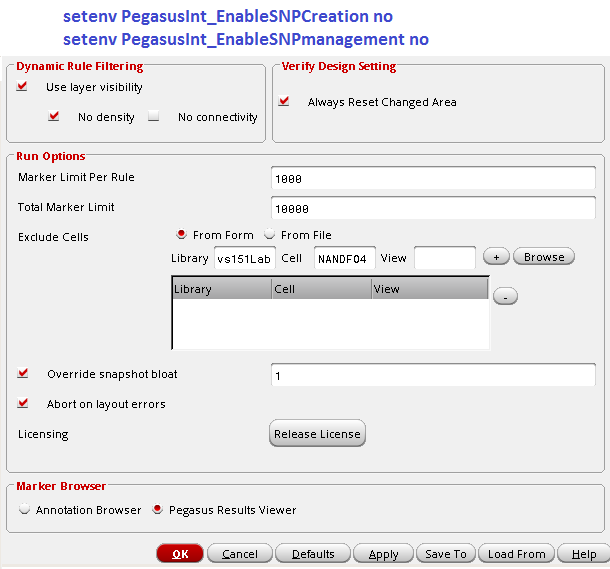 setenv PegasusInt_EnableSNPCreation no
setenv PegasusInt_EnableSNPmanagement no
Dynamic Rule Filtering
Use layer visibility
No density No connectivity
Verify Design Setting
Always Reset Changed Area
Run Options
Marker Limit Per Rule 1000
Total Marker Limit 10000
Exclude Cells From Form From File
Library vs151Lab Cell NANDF04 View + Browse
Library Cell View -
Override snapshot bloat 1
Abort on layout errors
Licensing Release License
Marker Browser
Annotation Browser Pegasus Results Viewer
OK Cancel Defaults Apply Save To Load From Help